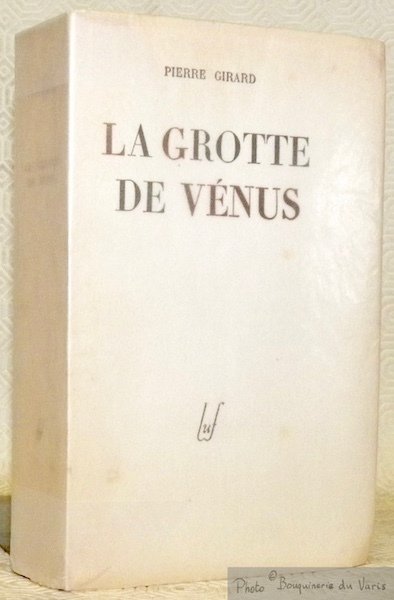 PIERRE GIRARD
LA GROTTE
DE VÉNUS
luf
Photo © Bouquinerie du Varis